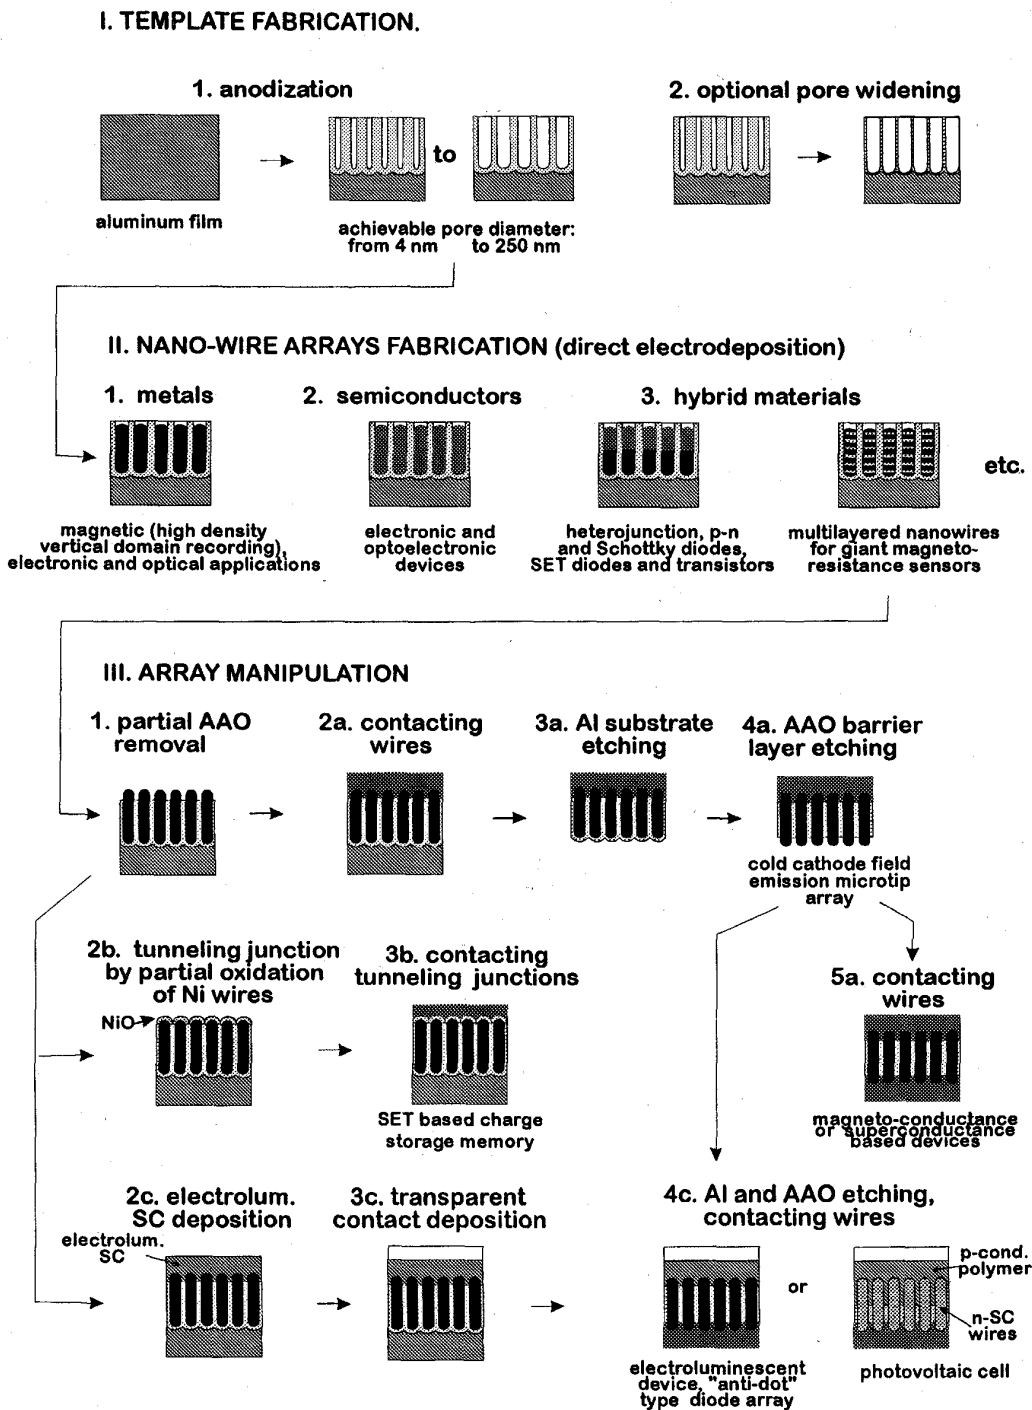 I. TEMPLATE FABRICATION.
1. anodization
2. optional pore widening
to
aluminum film
achievable pore diameter:
from 4 nm to 250 nm
II. NANO-WIRE ARRAYS FABRICATION (direct electrodeposition)
1. metals
2. semiconductors
3. hybrid materials
etc.
magnetic (high density
vertical domain recording),
electronic and optical applications
electronic and
optoelectronic
devices
heterojunction, p-n
and Schottky diodes,
SET diodes and transistors
multilayered nanowires
for giant magneto-
resistance sensors
III. ARRAY MANIPULATION
1. partial AAO
removal
2a. contacting
wires
3a. Al substrate
etching
4a. AAO barrier
layer etching
cold cathode field
emission microtip
array
2b. tunneling junction
by partial oxidation
of Ni wires
NiO
3b. contacting
tunneling junctions
SET based charge
storage memory
5a. contacting
wires
magneto-conductance
or superconductance
based devices
2c. electrolum.
SC deposition
electrolum.
SC
3c. transparent
contact deposition
4c. Al and AAO etching,
contacting wires
or
p-cond.
polymer
n-SC
wires
electroluminescent
device, "anti-dot"
type diode array
photovoltaic cell